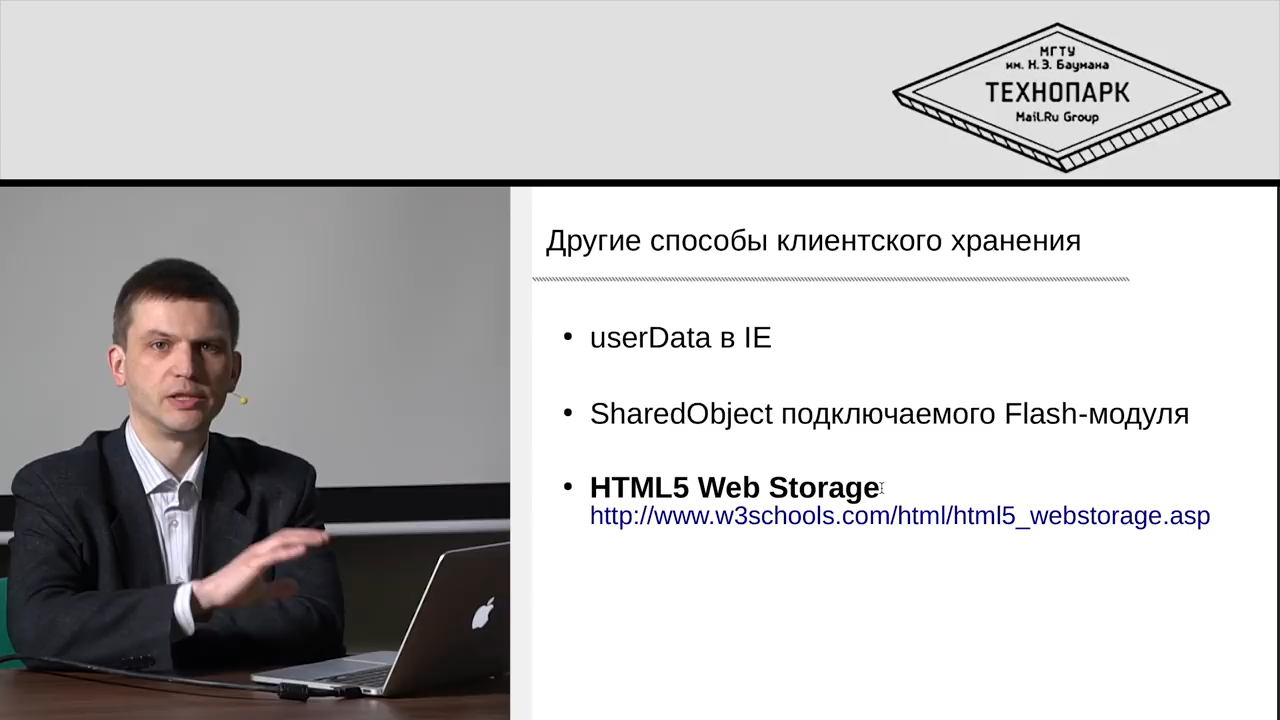 МГТУ
им. Н.Э. Баумана
ТЕХНОПАРК
Mail.Ru Group
Другие способы клиентского хранения
• userData в IE
• SharedObject подключаемого Flash-модуля
• HTML5 Web Storage
http://www.w3schools.com/html/html5_webstorage.asp